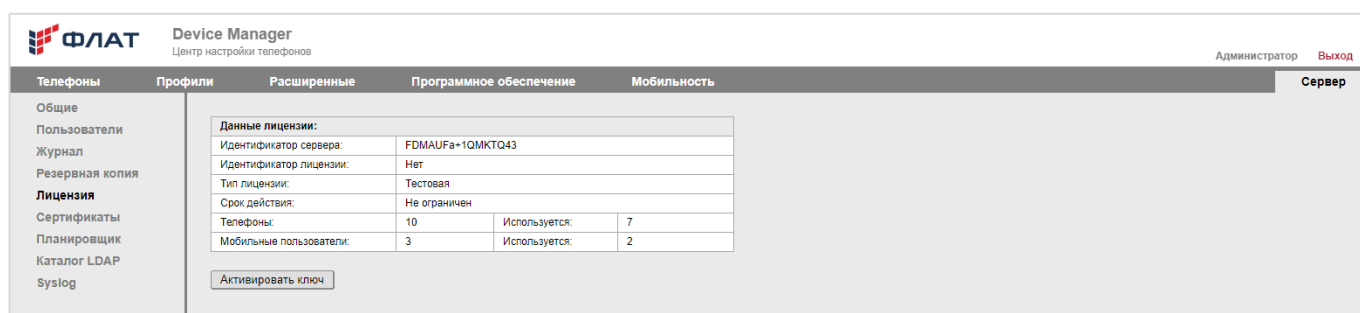 ФЛАТ
Device Manager
Центр настройки телефонов
Администратор Выход
Телефоны Профили Расширенные Программное обеспечение Мобильность Сервер
Общие
Пользователи
Журнал
Резервная копия
Лицензия
Сертификаты
Планировщик
Каталог LDAP
Syslog
Данные лицензии:
Идентификатор сервера: FDMAUFa+1QMKTQ43
Идентификатор лицензии: Нет
Тип лицензии: Тестовая
Срок действия: Не ограничен
Телефоны: 10 Используется: 7
Мобильные пользователи: 3 Используется: 2
Активировать ключ